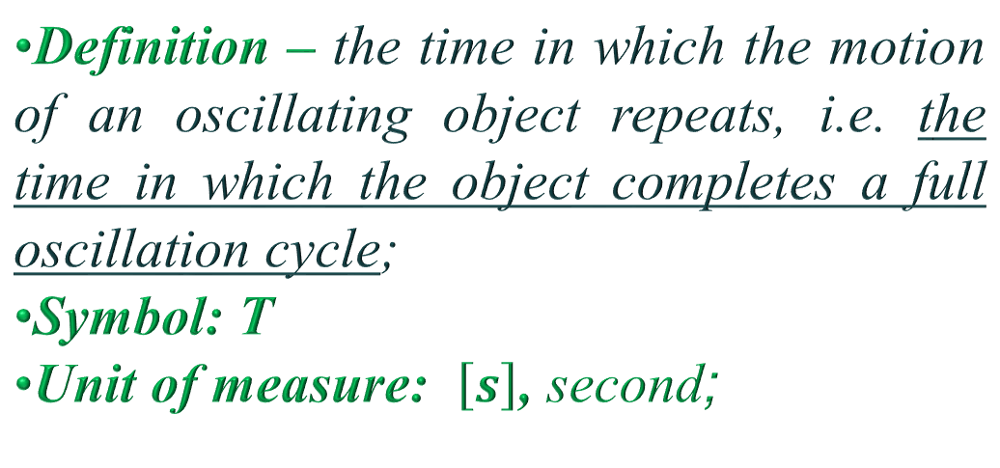 •Definition – the time in which the motion
of an oscillating object repeats, i.e. the
time in which the object completes a full
oscillation cycle;
•Symbol: T
•Unit of measure: [s], second;